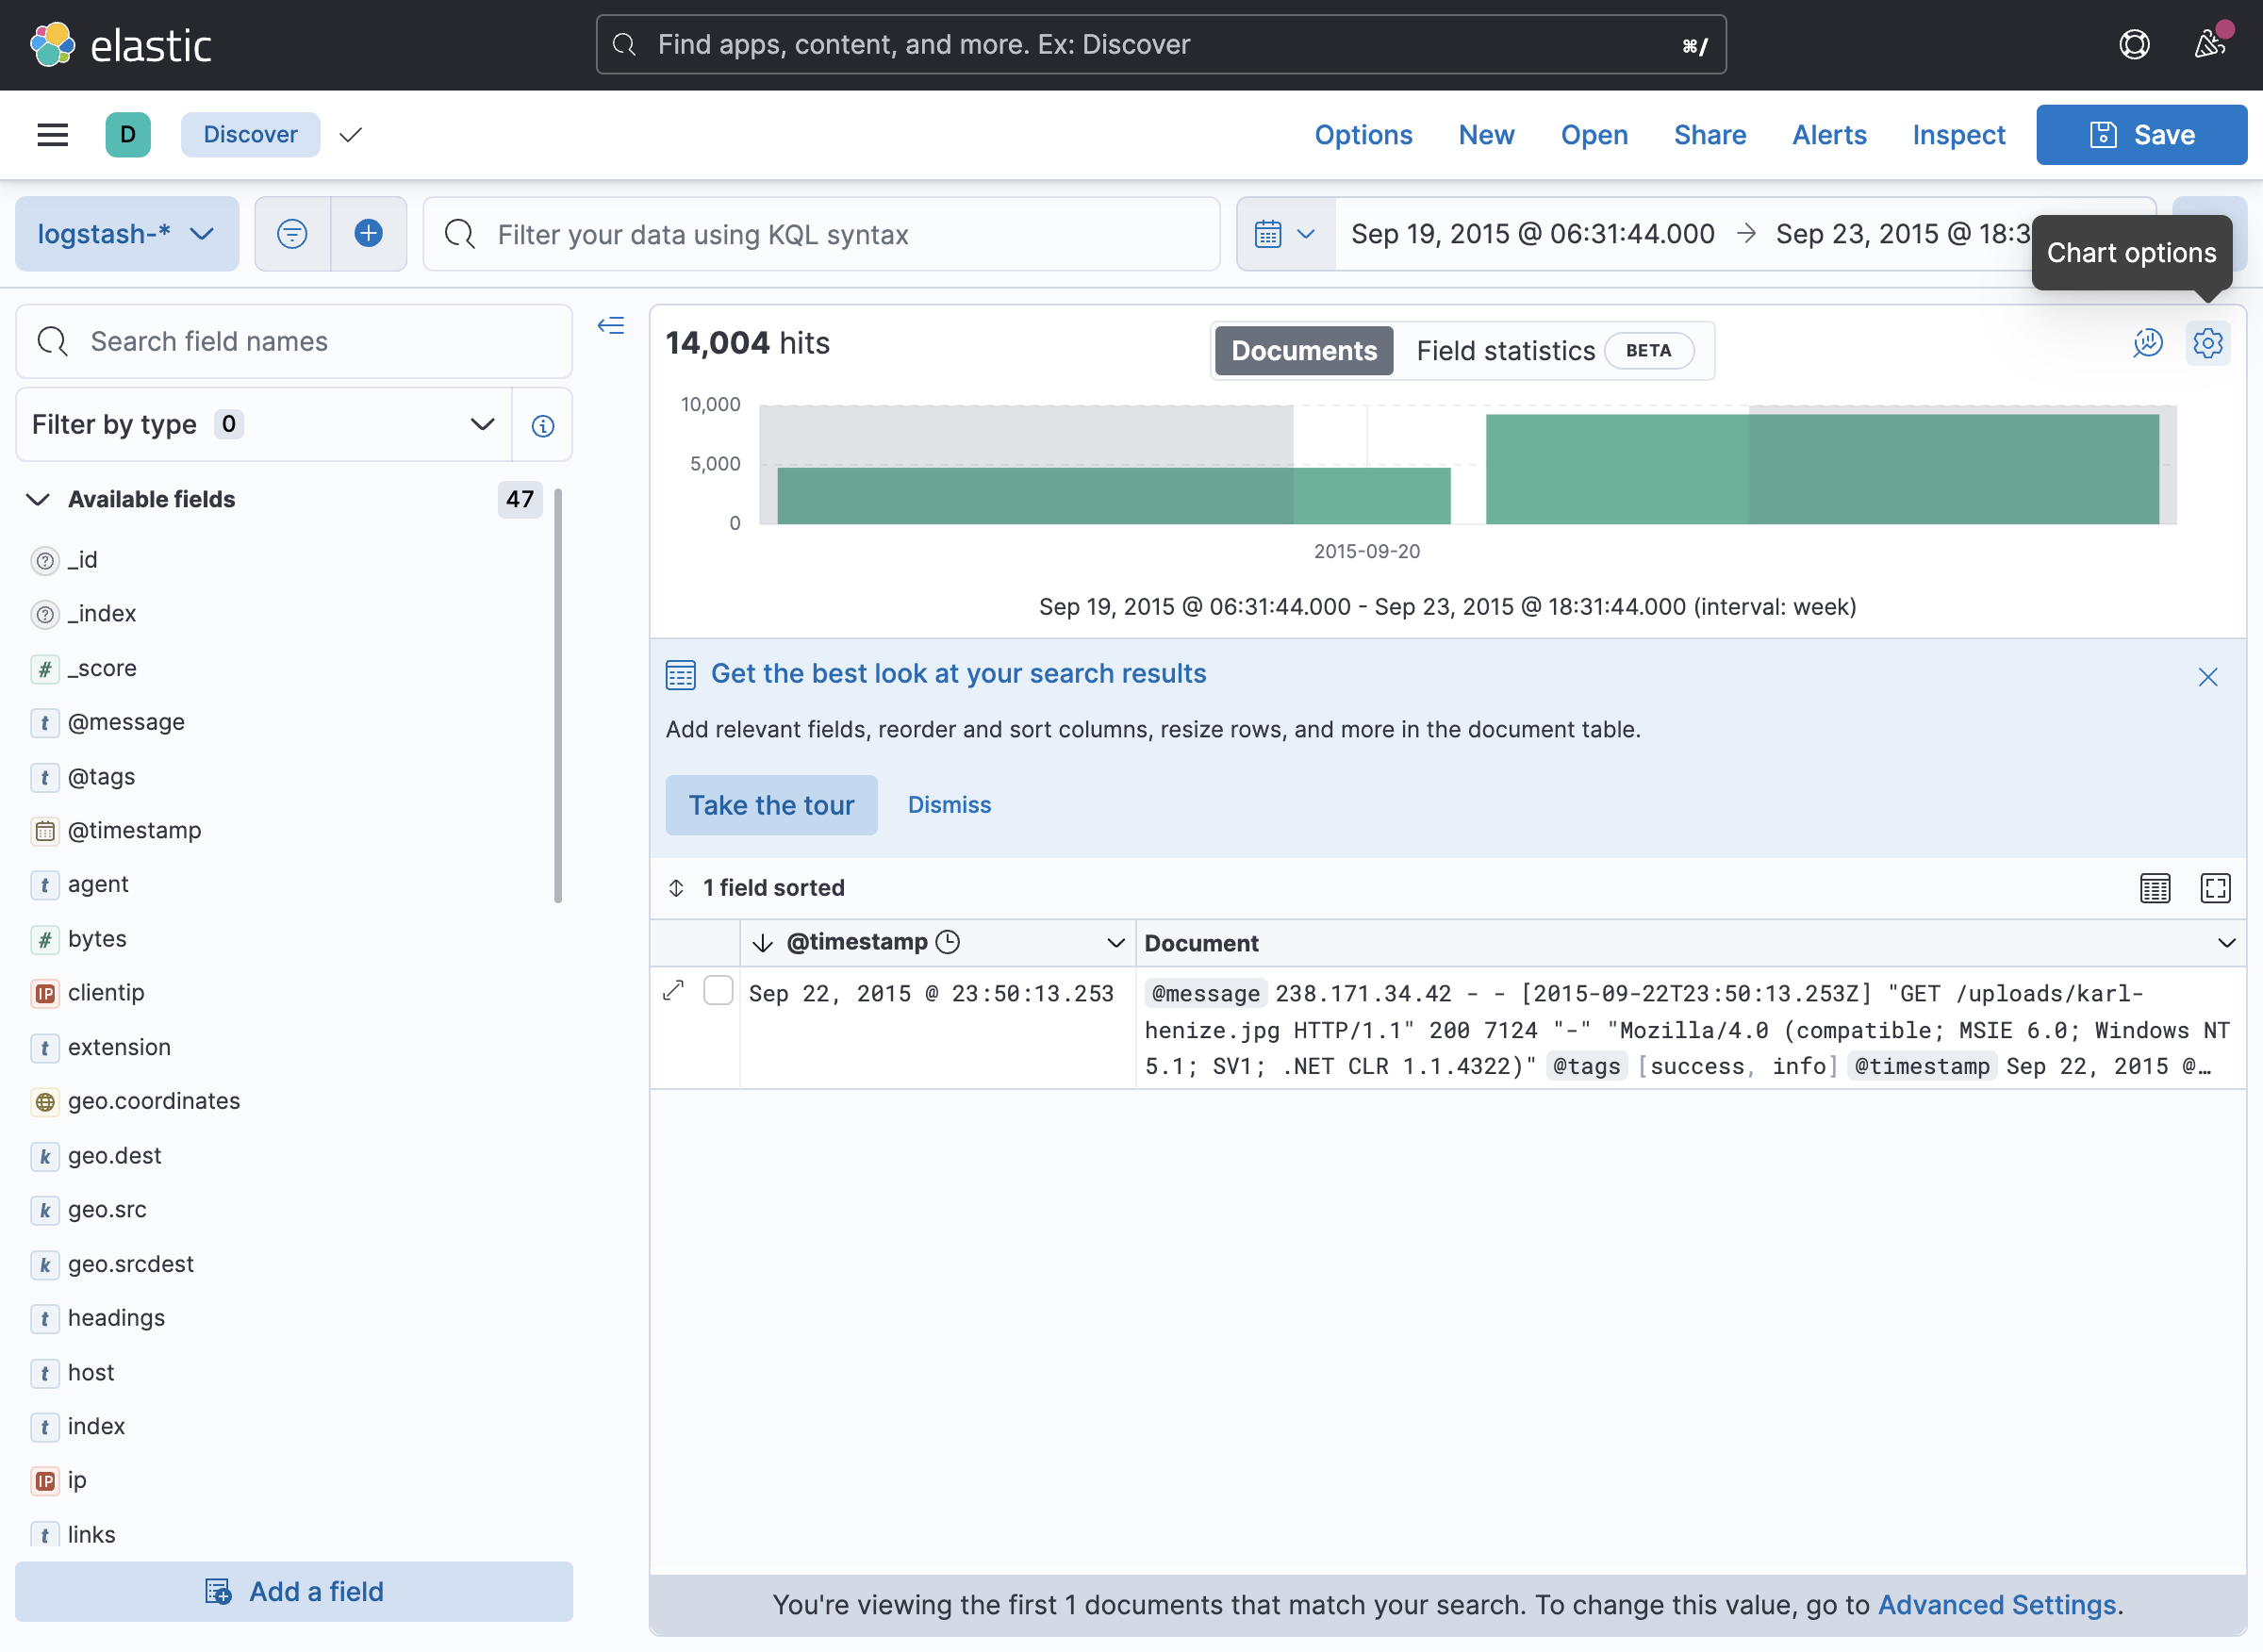 elastic
Find apps, content, and more. Ex: Discover
⌘/
D
Discover
Options
New
Open
Share
Alerts
Inspect
Save
logstash-*
Filter your data using KQL syntax
Sep 19, 2015 @ 06:31:44.000 → Sep 23, 2015 @ 18:3
Chart options
Search field names
Filter by type 0
Available fields 47
_id
_index
# _score
t @message
t @tags
@timestamp
t agent
# bytes
IP clientip
t extension
geo.coordinates
k geo.dest
k geo.src
k geo.srcdest
t headings
t host
t index
IP ip
t links
Add a field
14,004 hits
Documents
Field statistics BETA
10,000
5,000
0
2015-09-20
Sep 19, 2015 @ 06:31:44.000 - Sep 23, 2015 @ 18:31:44.000 (interval: week)
Get the best look at your search results
Add relevant fields, reorder and sort columns, resize rows, and more in the document table.
Take the tour
Dismiss
1 field sorted
@timestamp
Document
Sep 22, 2015 @ 23:50:13.253
@message 238.171.34.42 - - [2015-09-22T23:50:13.253Z] "GET /uploads/karl-
henize.jpg HTTP/1.1" 200 7124 "-" "Mozilla/4.0 (compatible; MSIE 6.0; Windows NT
5.1; SV1; .NET CLR 1.1.4322)" @tags [success, info] @timestamp Sep 22, 2015 @…
You're viewing the first 1 documents that match your search. To change this value, go to Advanced Settings.